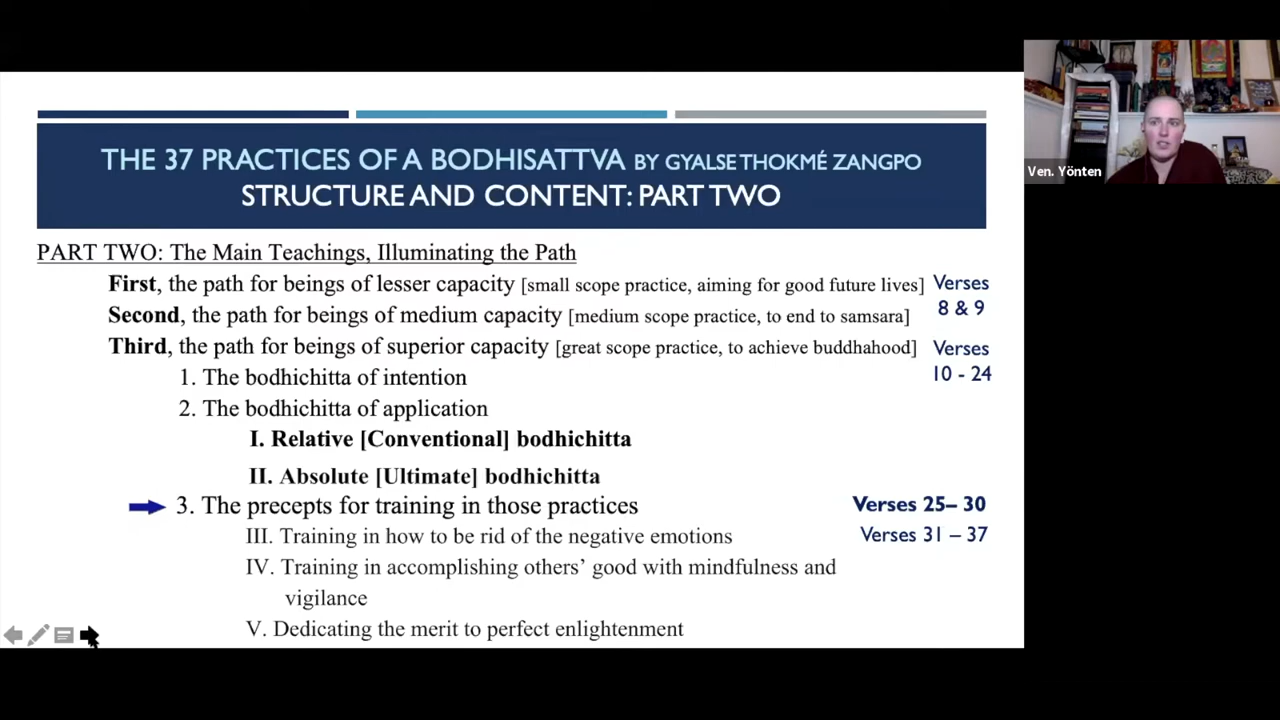 THE 37 PRACTICES OF A BODHISATTVA BY GYALSE THOKMÉ ZANGPO
STRUCTURE AND CONTENT: PART TWO
PART TWO: The Main Teachings, Illuminating the Path
First, the path for beings of lesser capacity [small scope practice, aiming for good future lives]
Second, the path for beings of medium capacity [medium scope practice, to end to samsara]
Verses
8 & 9
Third, the path for beings of superior capacity [great scope practice, to achieve buddhahood]
Verses
10 - 24
1. The bodhichitta of intention
2. The bodhichitta of application
I. Relative [Conventional] bodhichitta
II. Absolute [Ultimate] bodhichitta
3. The precepts for training in those practices Verses 25– 30
III. Training in how to be rid of the negative emotions Verses 31 – 37
IV. Training in accomplishing others’ good with mindfulness and
vigilance
V. Dedicating the merit to perfect enlightenment
Ven. Yönten